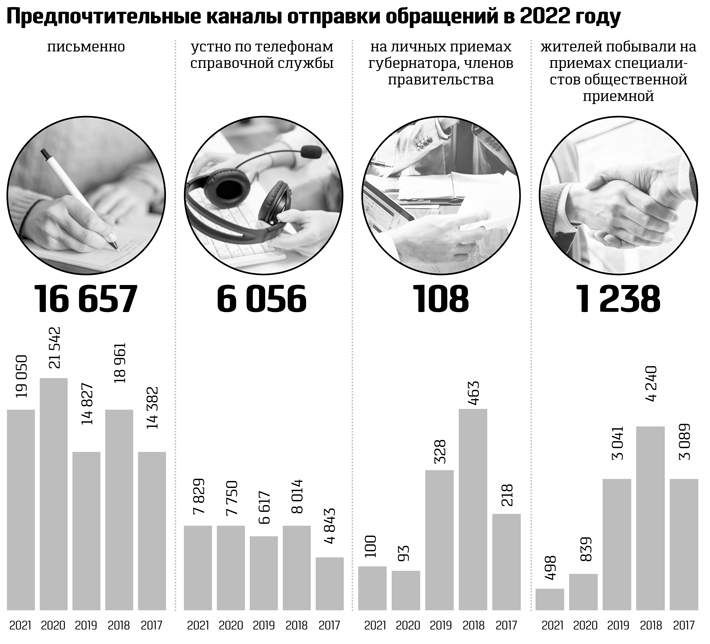 Предпочтительные каналы отправки обращений в 2022 году
письменно
устно по телефонам
справочной службы
на личных приемах
губернатора, членов
правительства
жителей побывали на
приемах специали-
стов общественной
приемной
16 657
6 056
108
1 238
19 050
21 542
14 827
18 961
14 382
7 829
7 750
6 617
8 014
4 843
100
93
328
463
218
498
839
3 041
4 240
3 089
2021 2020 2019 2018 2017
2021 2020 2019 2018 2017
2021 2020 2019 2018 2017
2021 2020 2019 2018 2017